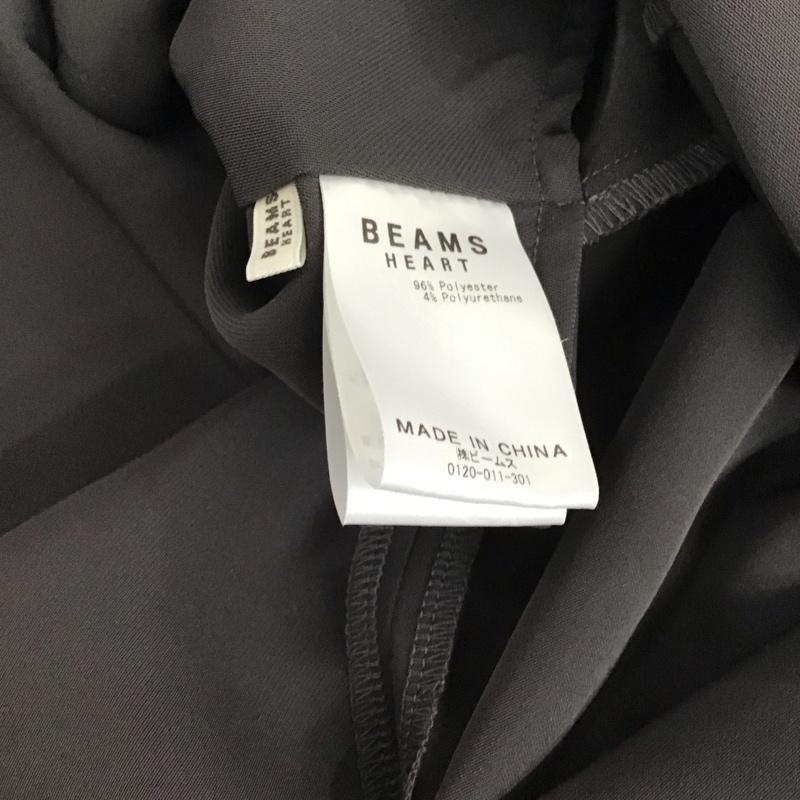 BEAMS
HEART
BEAMS
HEART
96% Polyester
4% Polyurethane
MADE IN CHINA
㈱ビームス
0120-011-301